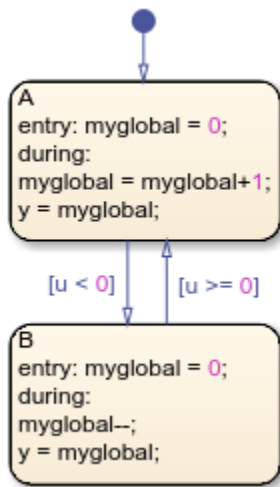 A
entry: myglobal = 0;
during:
myglobal = myglobal+1;
y = myglobal;
[u < 0]
[u >= 0]
B
entry: myglobal = 0;
during:
myglobal--;
y = myglobal;